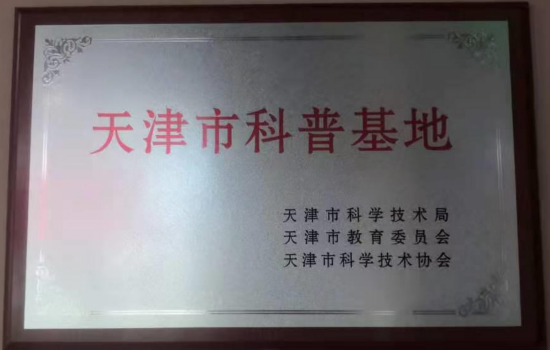 天津市科普基地
天津市科学技术局
天津市教育委员会
天津市科学技术协会